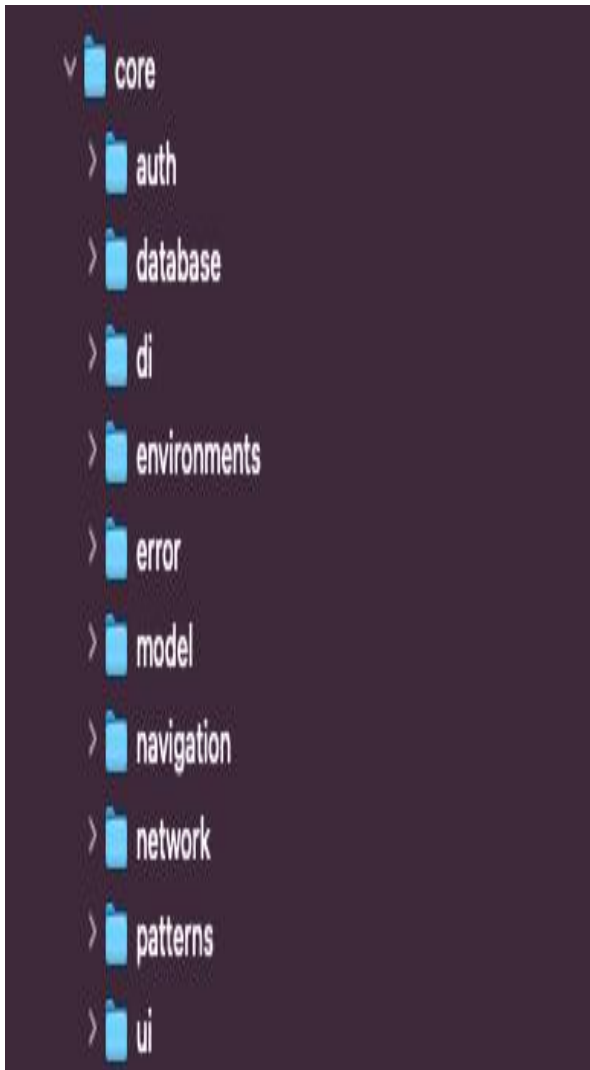 core
auth
database
di
environments
error
model
navigation
network
patterns
ui